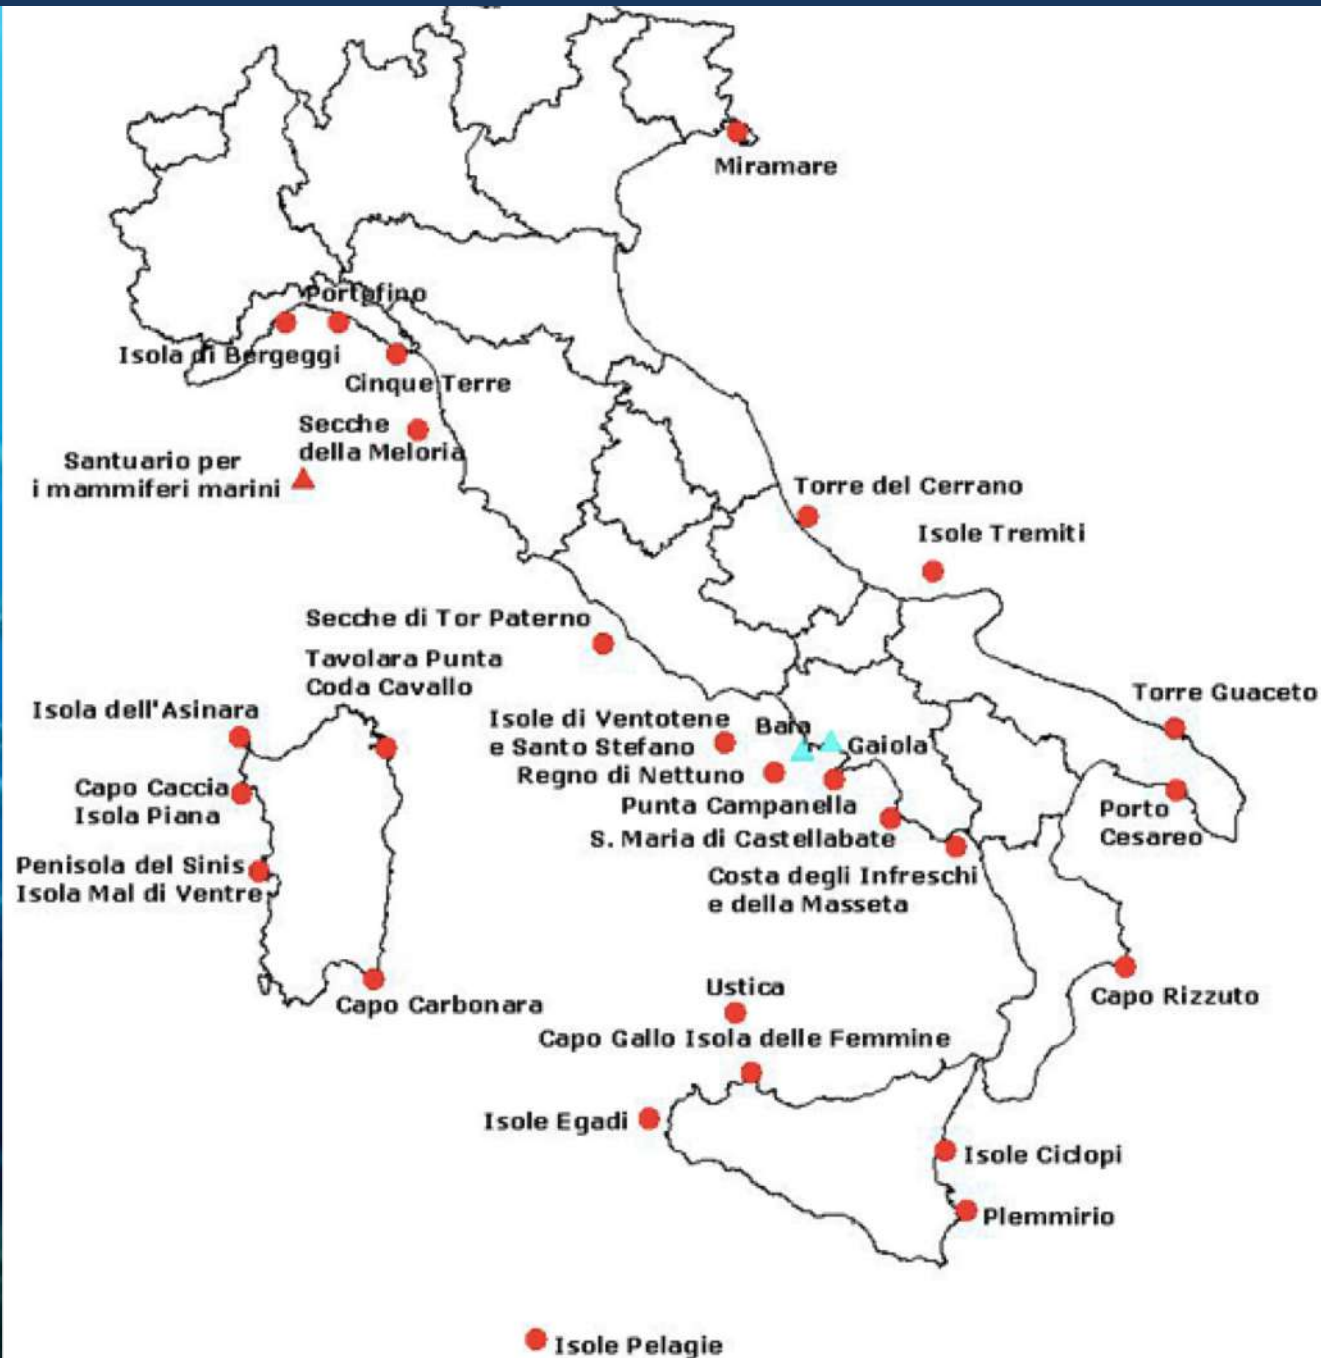 Miramare
Portofino
Isola di Bergeggi
Cinque Terre
Secche
della Meloria
Santuario per
i mammiferi marini
Torre del Cerrano
Isole Tremiti
Secche di Tor Paterno
Tavolara Punta
Coda Cavallo
Isola dell'Asinara
Torre Guaceto
Isole di Ventotene
e Santo Stefano
Baia
Gaiola
Regno di Nettuno
Capo Caccia
Isola Piana
Punta Campanella
Porto
Cesareo
S. Maria di Castellabate
Penisola del Sinis
Isola Mal di Ventre
Costa degli Infreschi
e della Masseta
Ustica
Capo Rizzuto
Capo Carbonara
Capo Gallo Isola delle Femmine
Isole Egadi
Isole Ciclopi
Plemmirio
Isole Pelagie